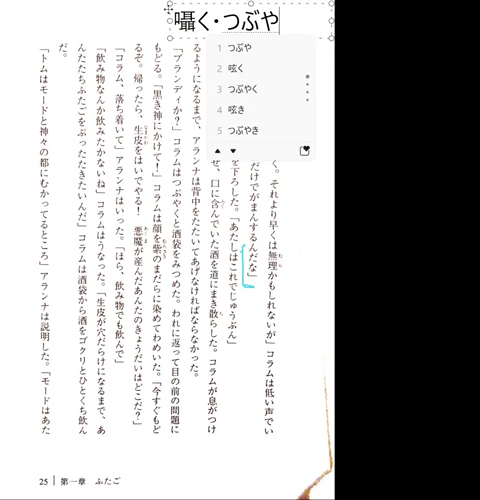 囁く・つぶや
1 つぶや
2 呟く
3 つぶやく
4 呟き
5 つぶやき
く。それより早くは無理かもしれないが」コラムは低い声でい
だけでがまんするんだな」
を下ろした。「あたしはこれでじゅうぶん」
せ、口に含んでいた酒を道にまき散らした。コラムが息がつけ
るようになるまで、アランナは背中をたたいてあげなければならなかった。
「ブランディか？」コラムはつぶやくと酒袋をみつめた。われに返って目の前の問題に
もどる。「黒き神にかけて！」コラムは顔を紫のまだらに染めてわめいた。「今すぐもど
るぞ。帰ったら、生皮をはいでやる！　悪魔が産んだあんたのきょうだいはどこだ？」
「コラム、落ち着いて」アランナはいった。「ほら、飲み物でも飲んで」
「飲み物なんか飲みたかないね」コラムはうなった。「生皮が穴だらけになるまで、あ
んたたちふたごをぶったたきたいんだ」コラムは酒袋から酒をゴクリとひとくち飲ん
だ。
「トムはモードと神々の都にむかってるところ」アランナは説明した。「モードはあた
25　第一章　ふたご